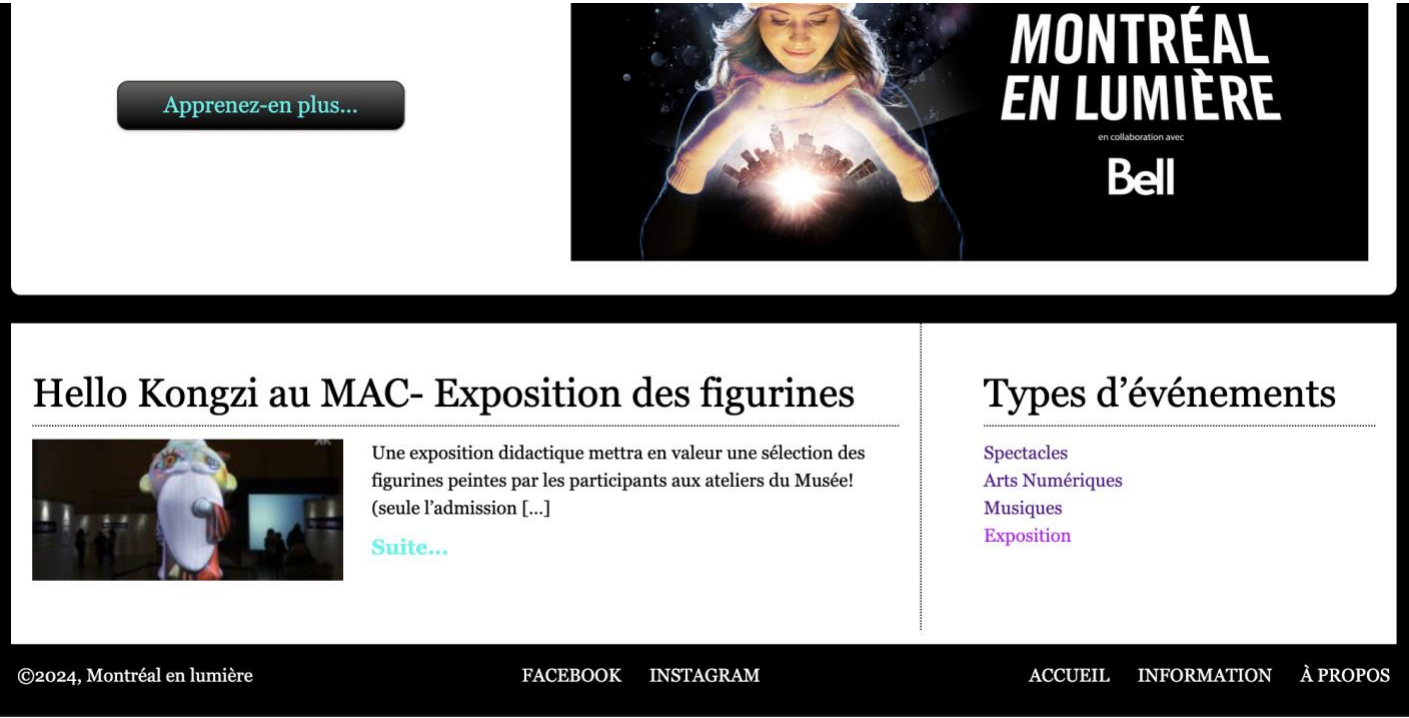 MONTRÉAL
EN LUMIÈRE
en collaboration avec
Bell
Apprenez-en plus...
Hello Kongzi au MAC- Exposition des figurines
Une exposition didactique mettra en valeur une sélection des
figurines peintes par les participants aux ateliers du Musée!
(seule l’admission [...]
Suite...
Types d’événements
Spectacles
Arts Numériques
Musiques
Exposition
©2024, Montréal en lumière
FACEBOOK INSTAGRAM
ACCUEIL INFORMATION À PROPOS